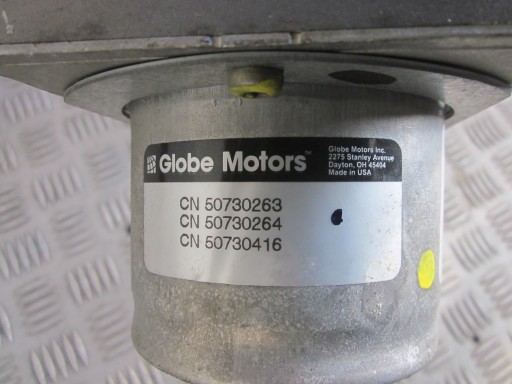 Globe Motors™
Globe Motors Inc.
2275 Stanley Avenue
Dayton, OH 45404
Made in USA
CN 50730263
CN 50730264
CN 50730416